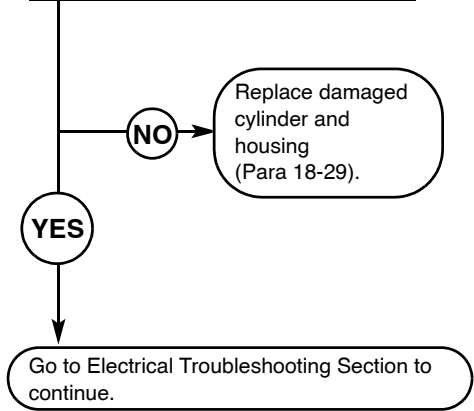 Replace damaged
cylinder and
housing
(Para 18-29).
NO
YES
Go to Electrical Troubleshooting Section to
continue.